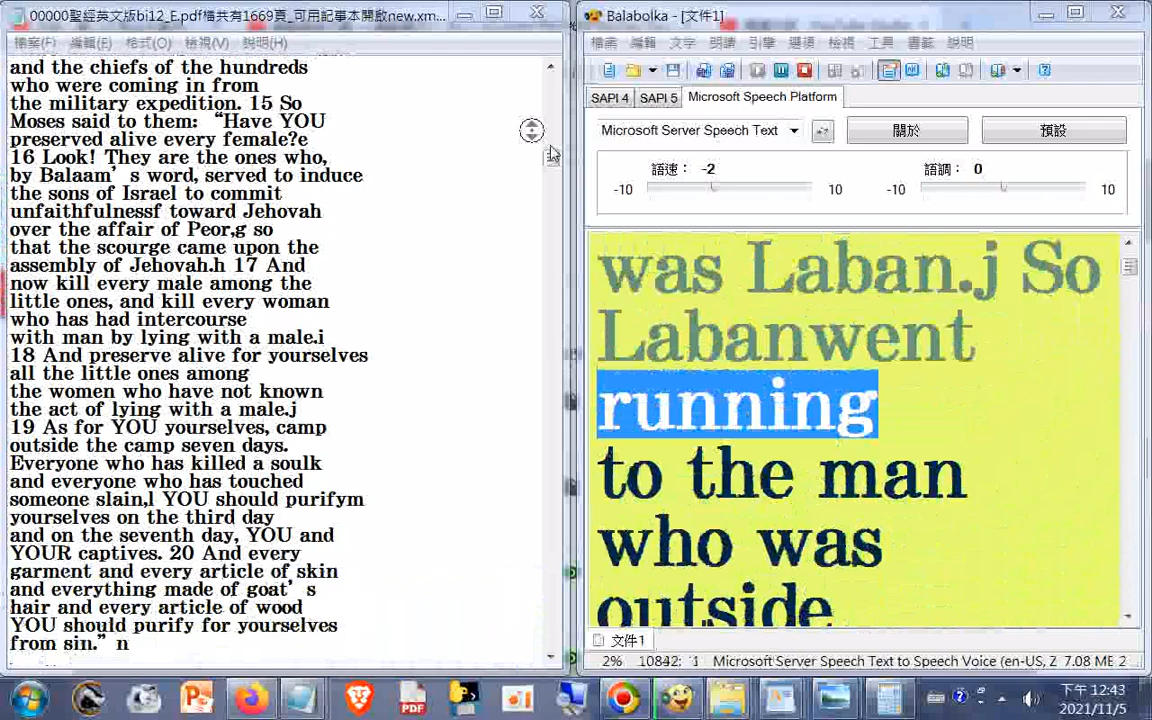 00000聖經英文版bi12_E.pdf檔共有1669頁_可用記事本開啟new.xm...
檔案(F) 編輯(E) 格式(O) 檢視(V) 說明(H)
and the chiefs of the hundreds
who were coming in from
the military expedition. 15 So
Moses said to them: “Have YOU
preserved alive every female?e
16 Look! They are the ones who,
by Balaam’s word, served to induce
the sons of Israel to commit
unfaithfulnessf toward Jehovah
over the affair of Peor,g so
that the scourge came upon the
assembly of Jehovah.h 17 And
now kill every male among the
little ones, and kill every woman
who has had intercourse
with man by lying with a male.i
18 And preserve alive for yourselves
all the little ones among
the women who have not known
the act of lying with a male.j
19 As for YOU yourselves, camp
outside the camp seven days.
Everyone who has killed a soulk
and everyone who has touched
someone slain,l YOU should purifym
yourselves on the third day
and on the seventh day, YOU and
YOUR captives. 20 And every
garment and every article of skin
and everything made of goat’s
hair and every article of wood
YOU should purify for yourselves
from sin.” n
Balabolka - [文件1]
檔案 編輯 文字 朗讀 引擎 選項 檢視 工具 書籤 說明
SAPI 4 SAPI 5 Microsoft Speech Platform
Microsoft Server Speech Text 關於 預設
語速： -2 語調： 0
-10 10 -10 10
was Laban.j So
Labanwent
running
to the man
who was
outside
文件1
2% 10842: 1 Microsoft Server Speech Text to Speech Voice (en-US, Z 7.08 MB 2
PDF
下午 12:43
2021/11/5